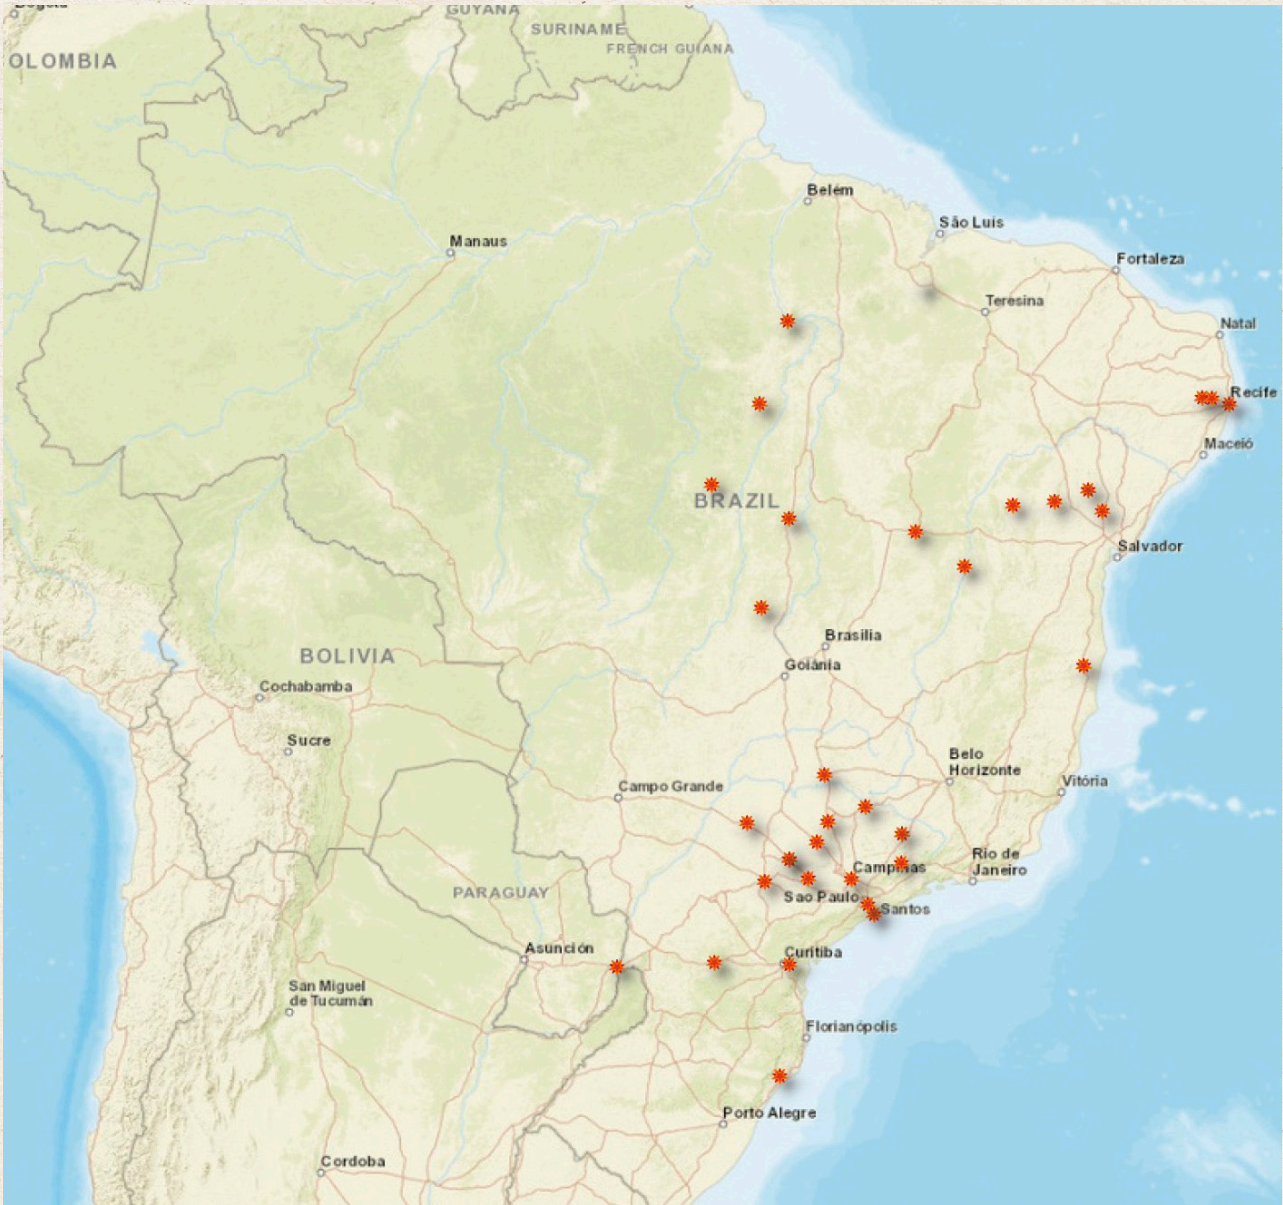 Bogotá
GUYANA
SURINAME
FRENCH GUIANA
OLOMBIA
Belém
São Luis
Manaus
Fortaleza
Teresina
Natal
Recife
Maceió
BRAZIL
Salvador
Brasilia
BOLIVIA
Goiânia
Cochabamba
Sucre
Belo
Horizonte
Vitória
Campo Grande
Rio de
Janeiro
Campinas
PARAGUAY
Sao Paulo
Santos
Asunción
Curitiba
San Miguel
de Tucumán
Florianópolis
Porto Alegre
Cordoba